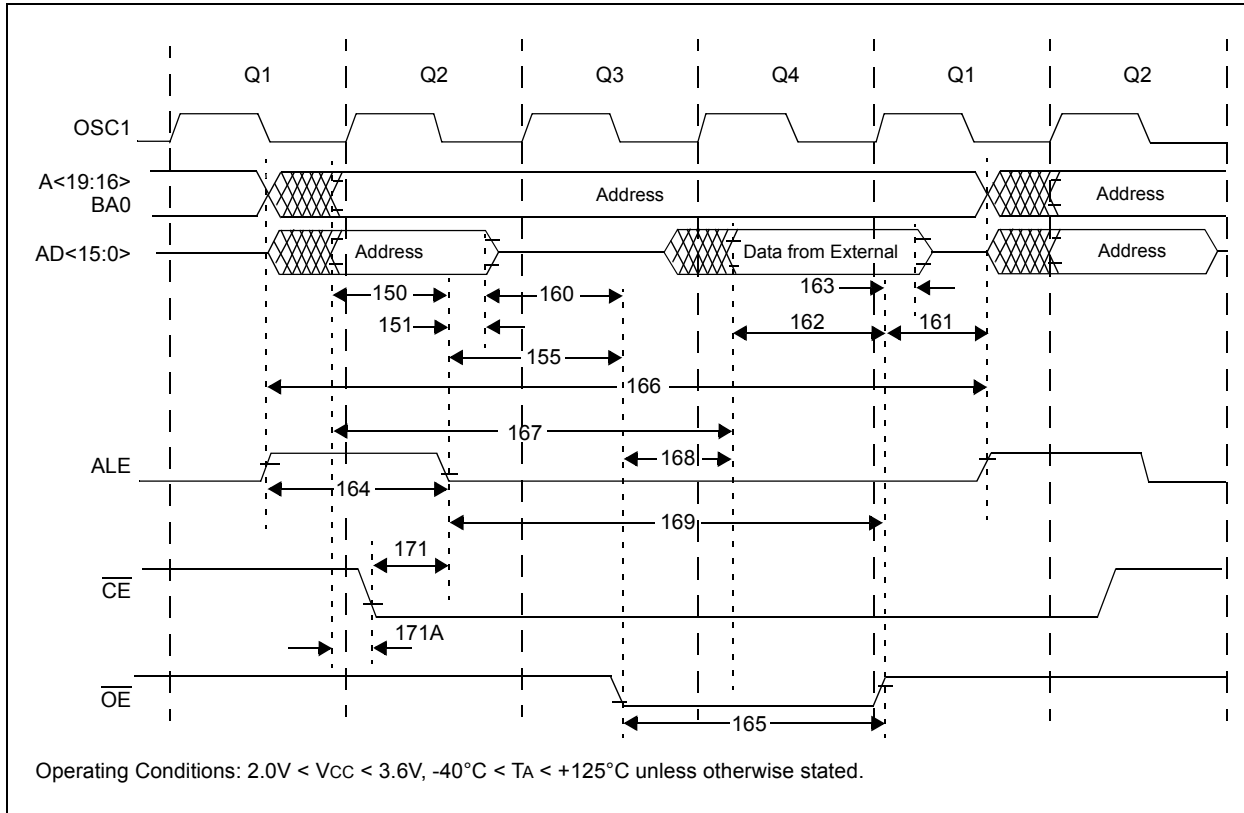 Q1 Q2 Q3 Q4 Q1 Q2
OSC1
A<19:16>
BA0
Address
Address
AD<15:0>
Address
Data from External
Address
150
160
163
151
162
161
155
166
167
ALE
168
164
169
171
CE
171A
OE
165
Operating Conditions: 2.0V < VCC < 3.6V, -40°C < TA < +125°C unless otherwise stated.